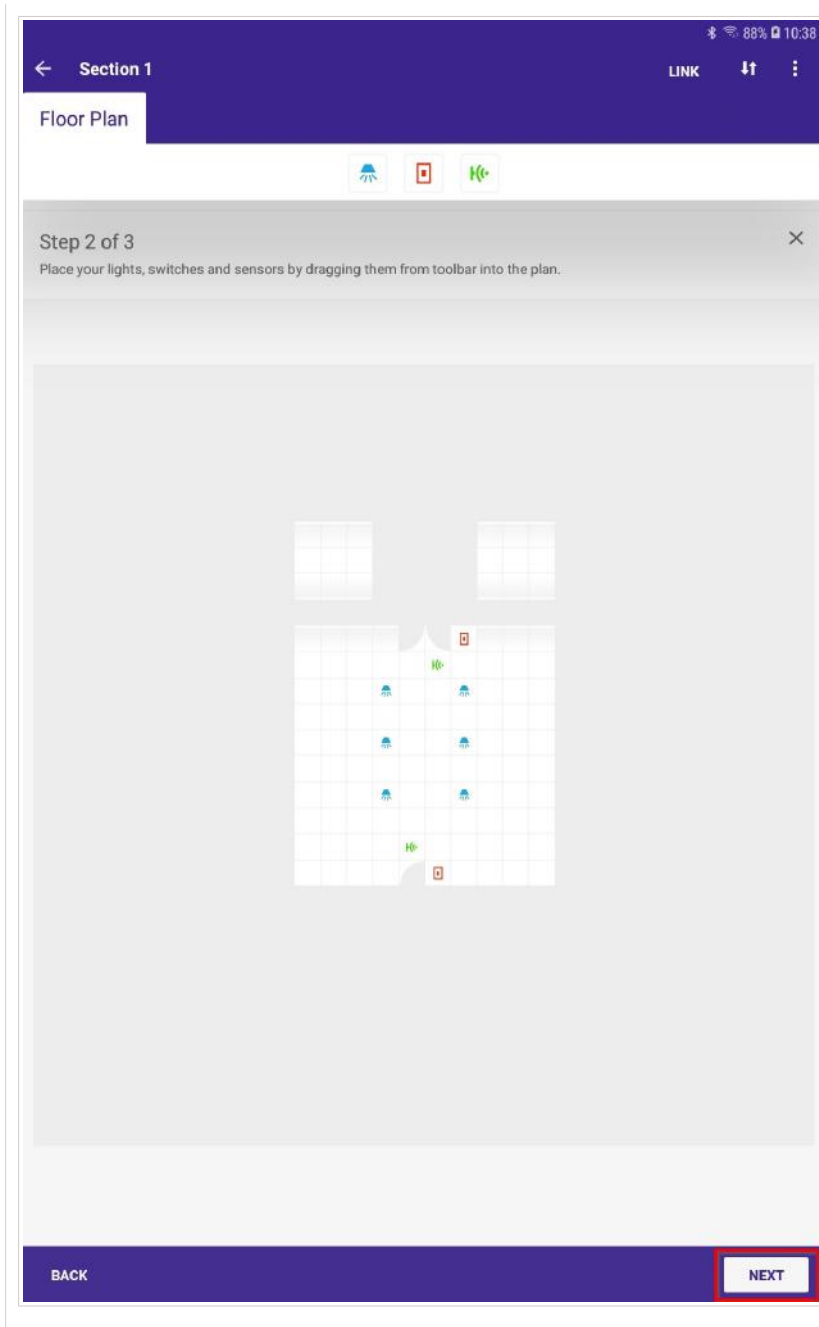 88% 10:38
Section 1 LINK
Floor Plan
Step 2 of 3
Place your lights, switches and sensors by dragging them from toolbar into the plan.
BACK NEXT